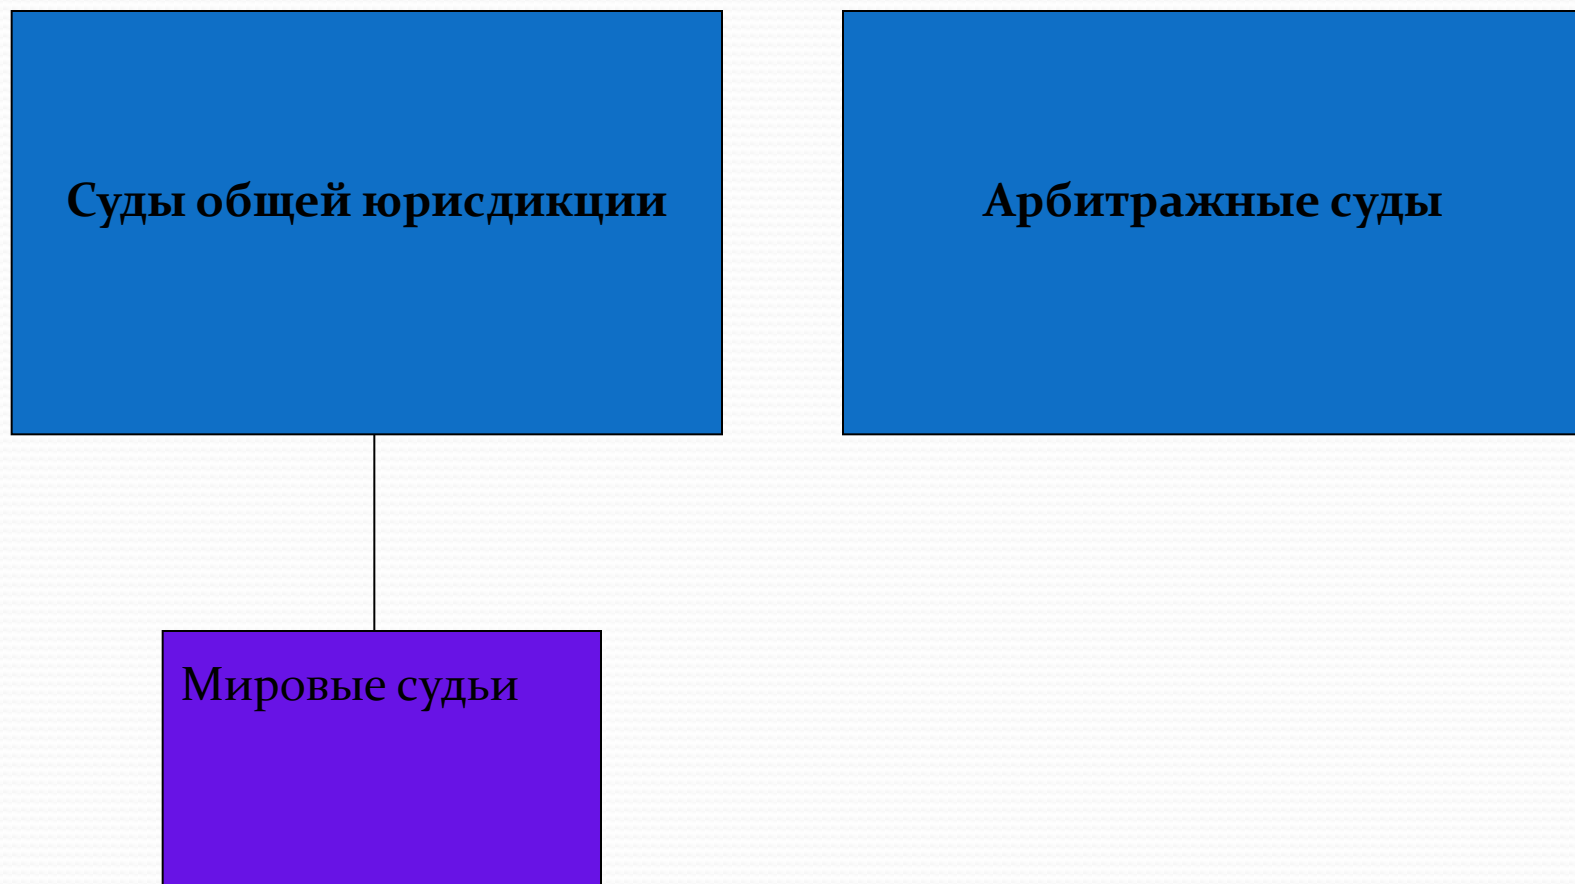 Суды общей юрисдикции
Арбитражные суды
Мировые судьи